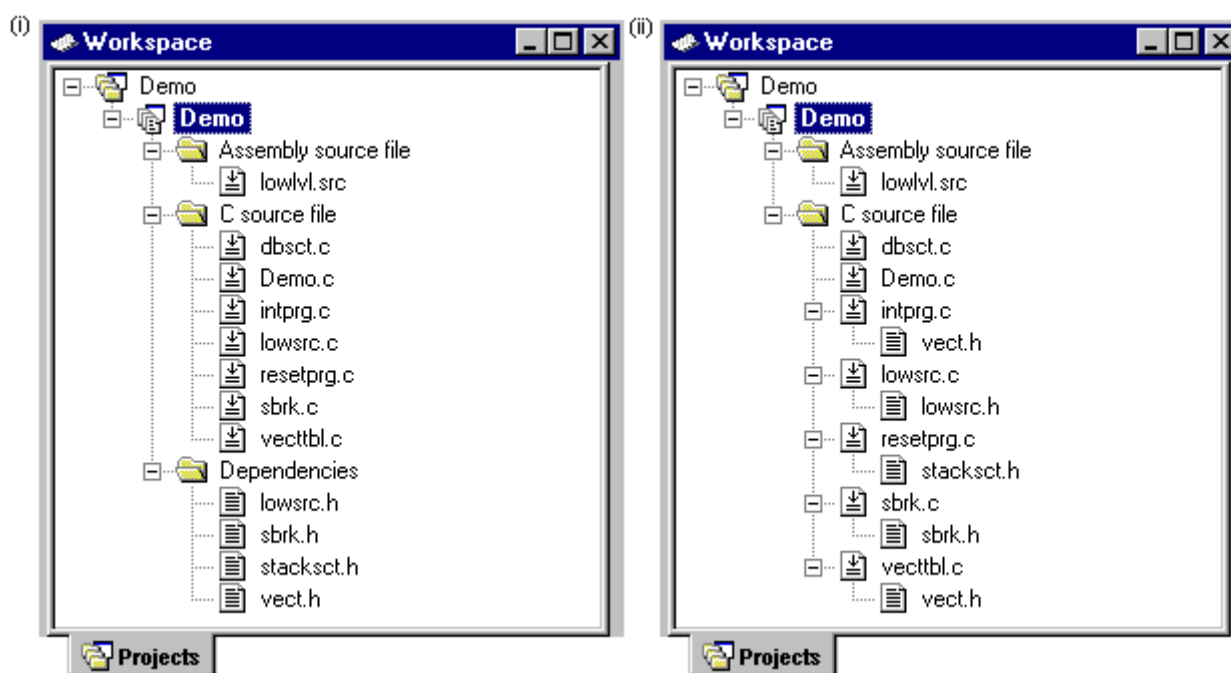 (i)
Workspace
Demo
Demo
Assembly source file
lowlvl.src
C source file
dbsct.c
Demo.c
intprg.c
lowsrc.c
resetprg.c
sbrk.c
vecttbl.c
Dependencies
lowsrc.h
sbrk.h
stacksct.h
vect.h
Projects
(ii)
Workspace
Demo
Demo
Assembly source file
lowlvl.src
C source file
dbsct.c
Demo.c
intprg.c
vect.h
lowsrc.c
lowsrc.h
resetprg.c
stacksct.h
sbrk.c
sbrk.h
vecttbl.c
vect.h
Projects